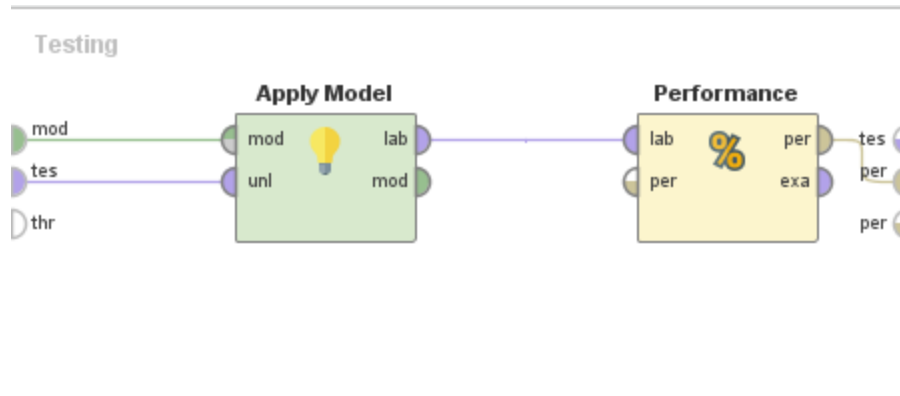 Testing
Apply Model
Performance
mod
mod
lab
lab
per
tes
tes
unl
mod
per
exa
per
thr
per